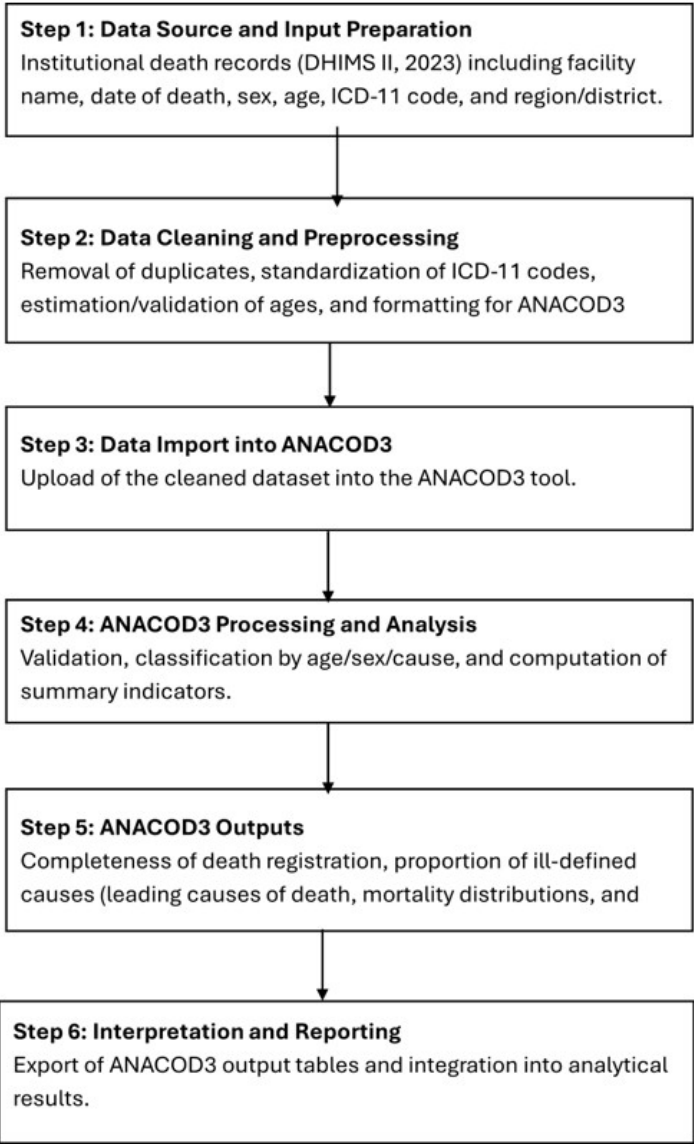 Step 1: Data Source and Input Preparation
Institutional death records (DHIMS II, 2023) including facility
name, date of death, sex, age, ICD-11 code, and region/district.
Step 2: Data Cleaning and Preprocessing
Removal of duplicates, standardization of ICD-11 codes,
estimation/validation of ages, and formatting for ANACOD3
Step 3: Data Import into ANACOD3
Upload of the cleaned dataset into the ANACOD3 tool.
Step 4: ANACOD3 Processing and Analysis
Validation, classification by age/sex/cause, and computation of
summary indicators.
Step 5: ANACOD3 Outputs
Completeness of death registration, proportion of ill-defined
causes (leading causes of death, mortality distributions, and
Step 6: Interpretation and Reporting
Export of ANACOD3 output tables and integration into analytical
results.